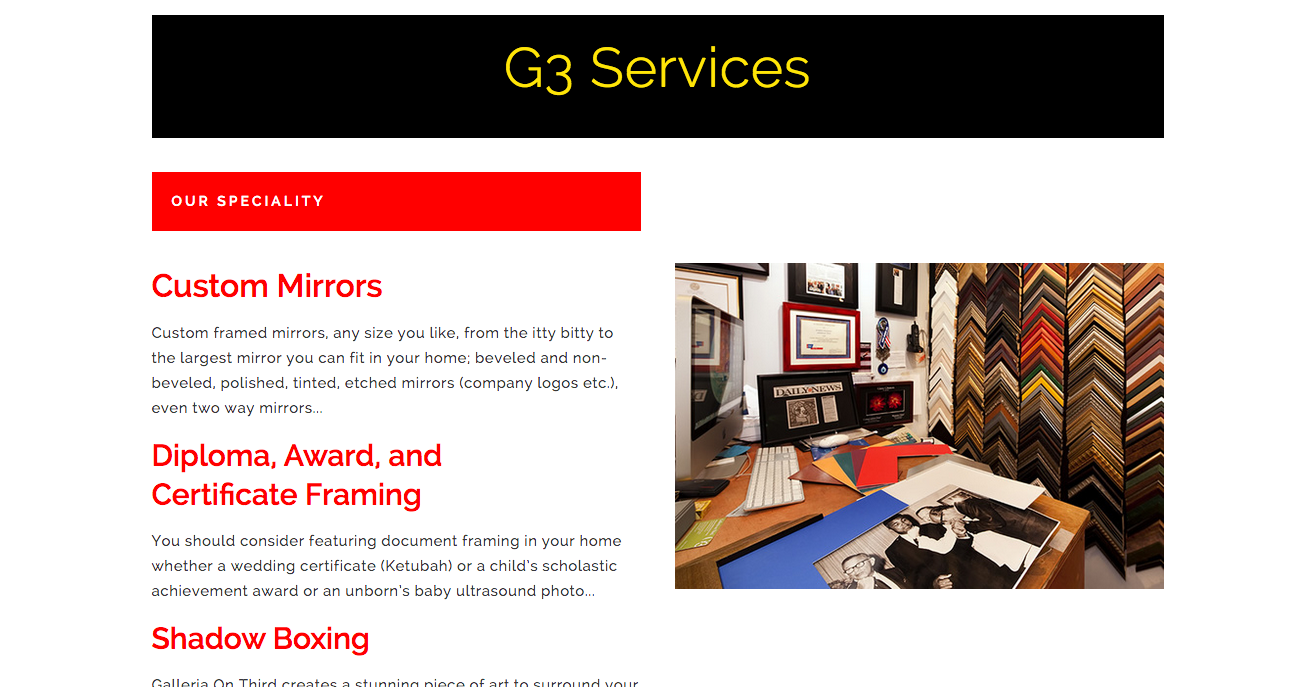 G3 Services
OUR SPECIALITY
Custom Mirrors
Custom framed mirrors, any size you like, from the itty bitty to
the largest mirror you can fit in your home; beveled and non-
beveled, polished, tinted, etched mirrors (company logos etc.),
even two way mirrors...
DAILY NEWS
Diploma, Award, and
Certificate Framing
You should consider featuring document framing in your home
whether a wedding certificate (Ketubah) or a child's scholastic
achievement award or an unborn's baby ultrasound photo...
Shadow Boxing
Galleria On Third creates a stunning piece of art to surround your